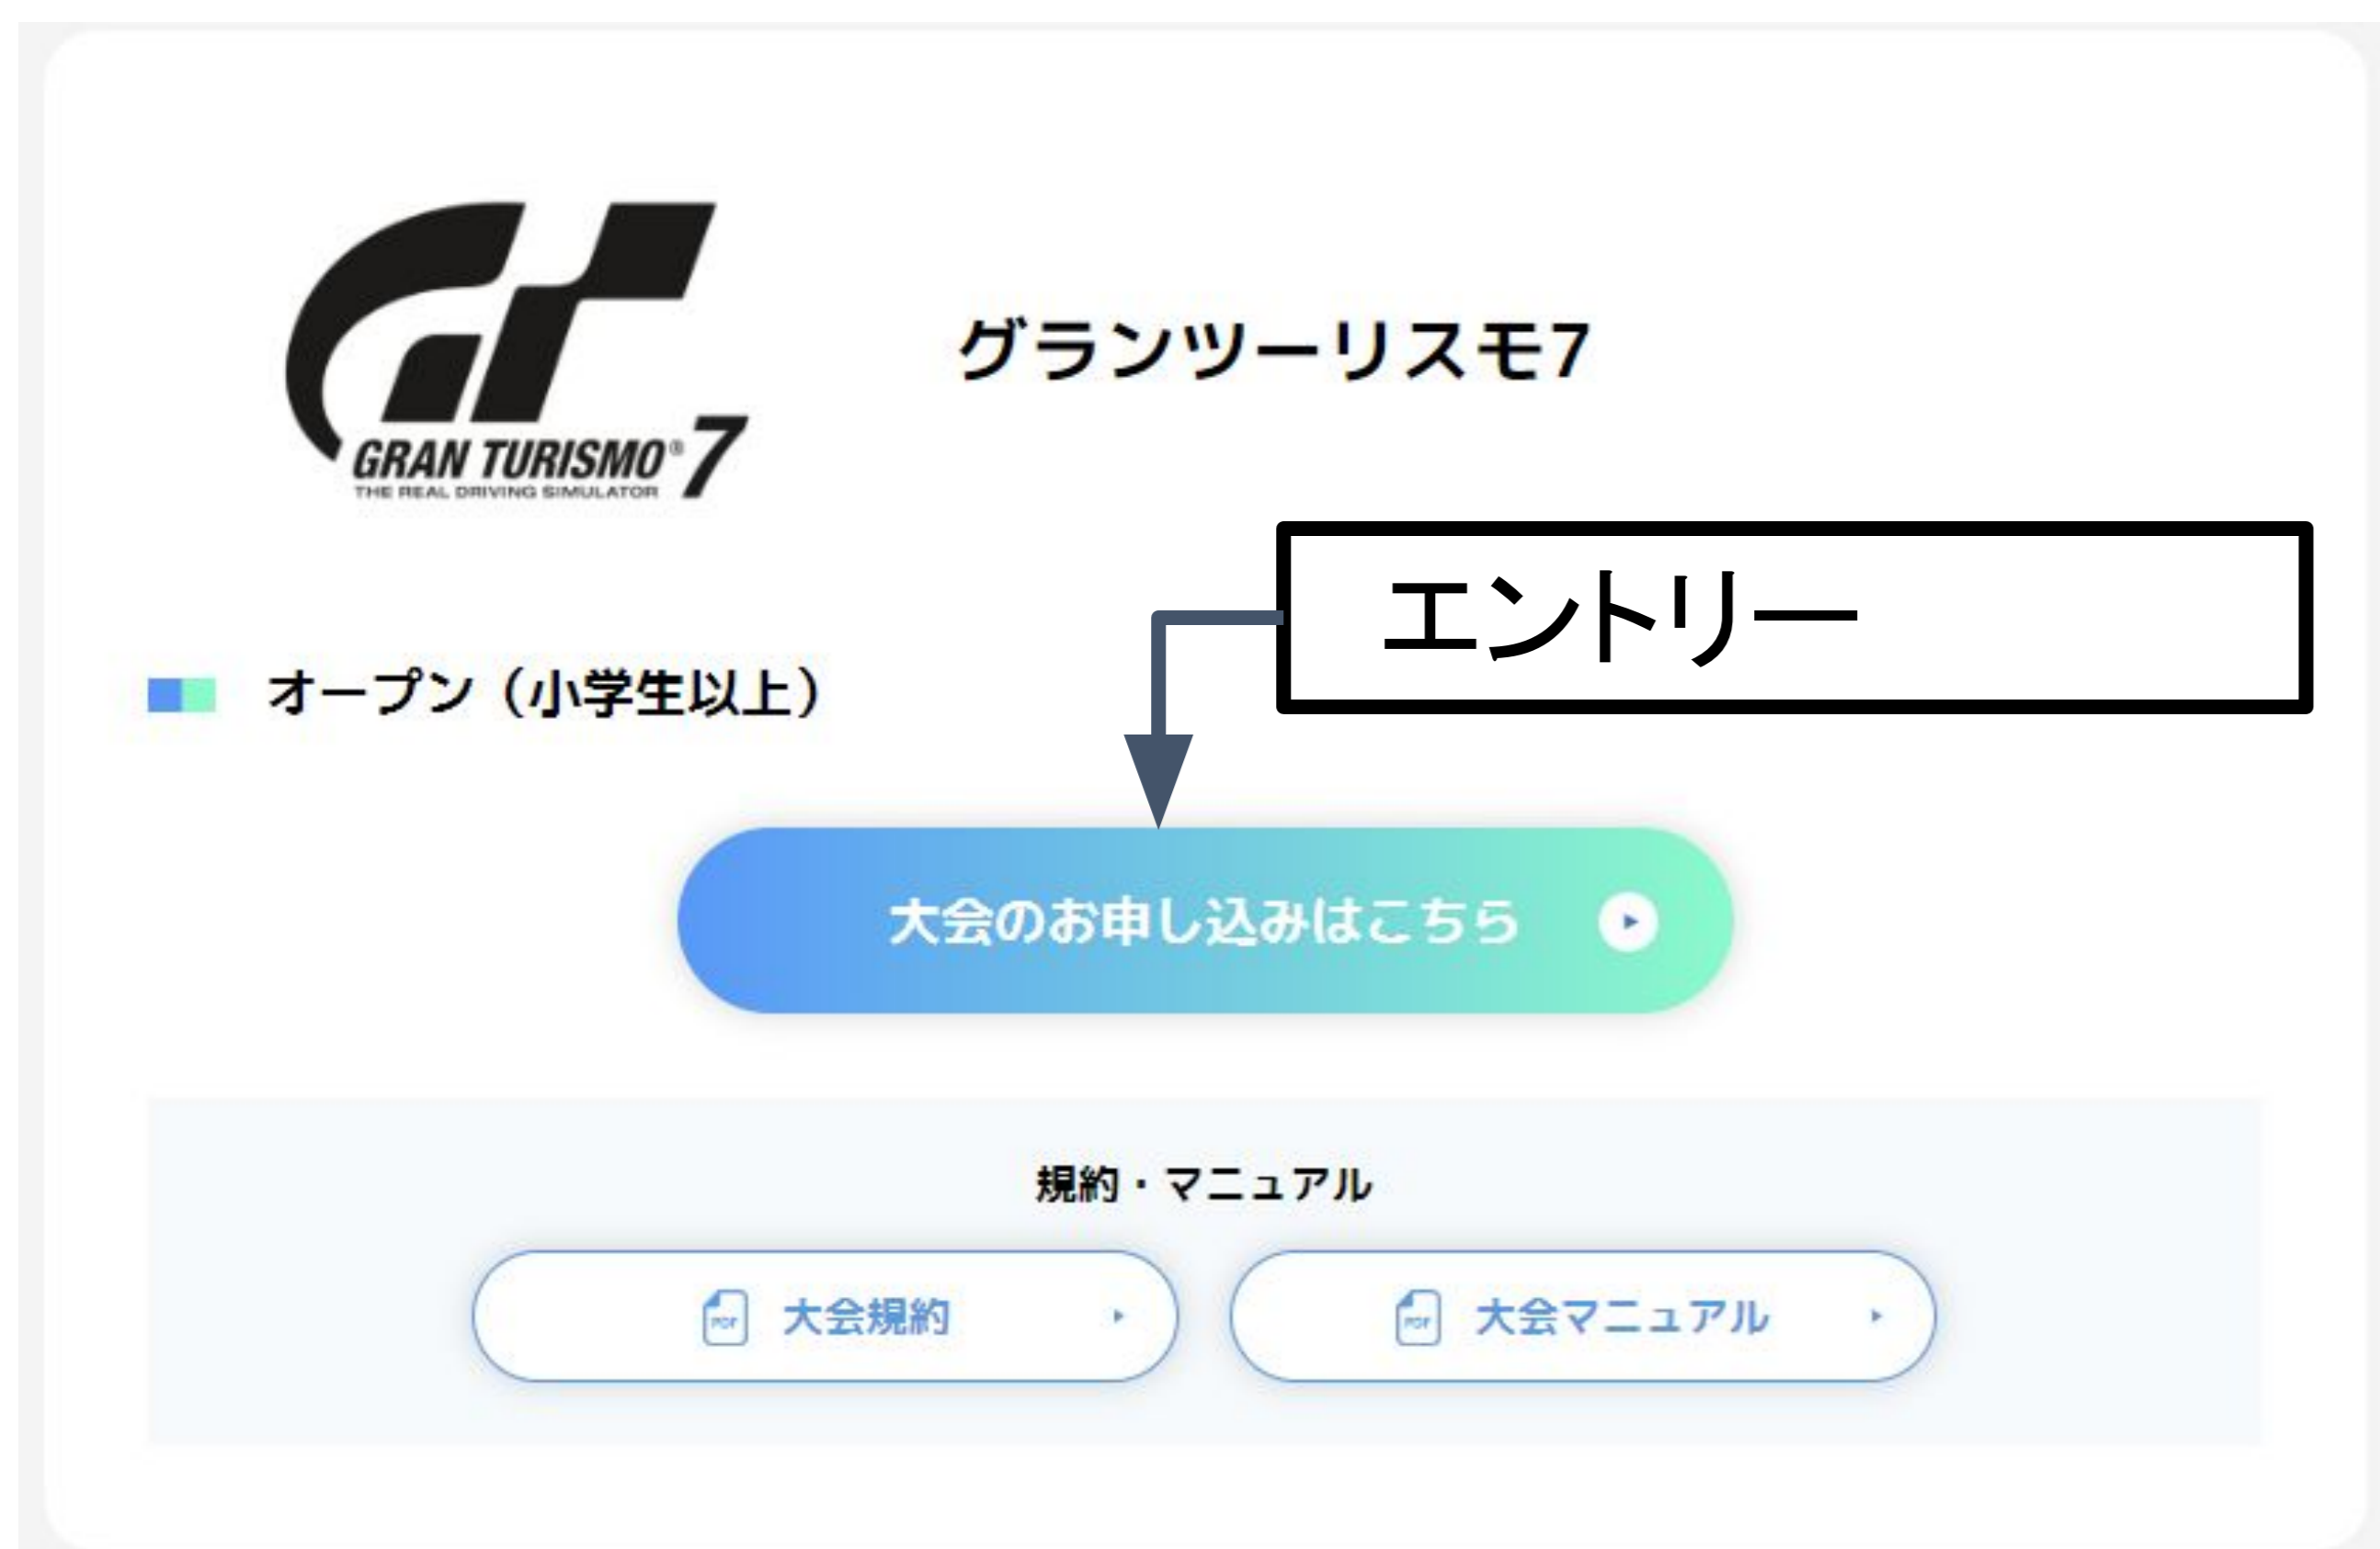 GRAN TURISMO® 7
THE REAL DRIVING SIMULATOR
グランツーリスモ7
エントリー
オープン（小学生以上）
大会のお申し込みはこちら
規約・マニュアル
PDF 大会規約
PDF 大会マニュアル